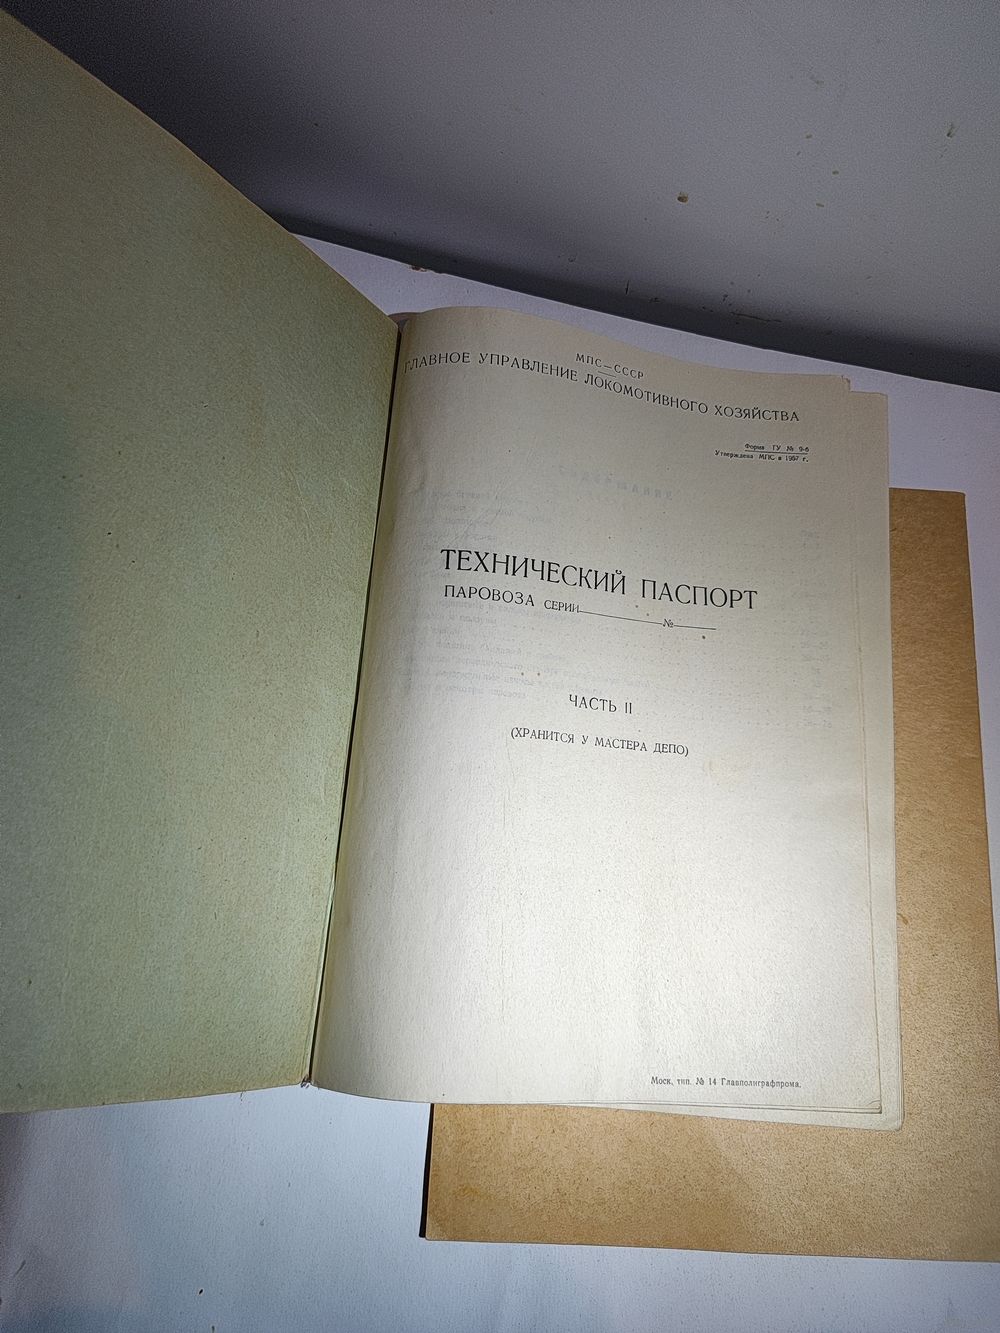 МПС—СССР
ГЛАВНОЕ УПРАВЛЕНИЕ ЛОКОМОТИВНОГО ХОЗЯЙСТВА
Форма ГУ № 9-б
Утверждена МПС в 1957 г.
ТЕХНИЧЕСКИЙ ПАСПОРТ
ПАРОВОЗА СЕРИИ №
ЧАСТЬ II
(ХРАНИТСЯ У МАСТЕРА ДЕПО)
Моск. тип. № 14 Главполиграфпрома.